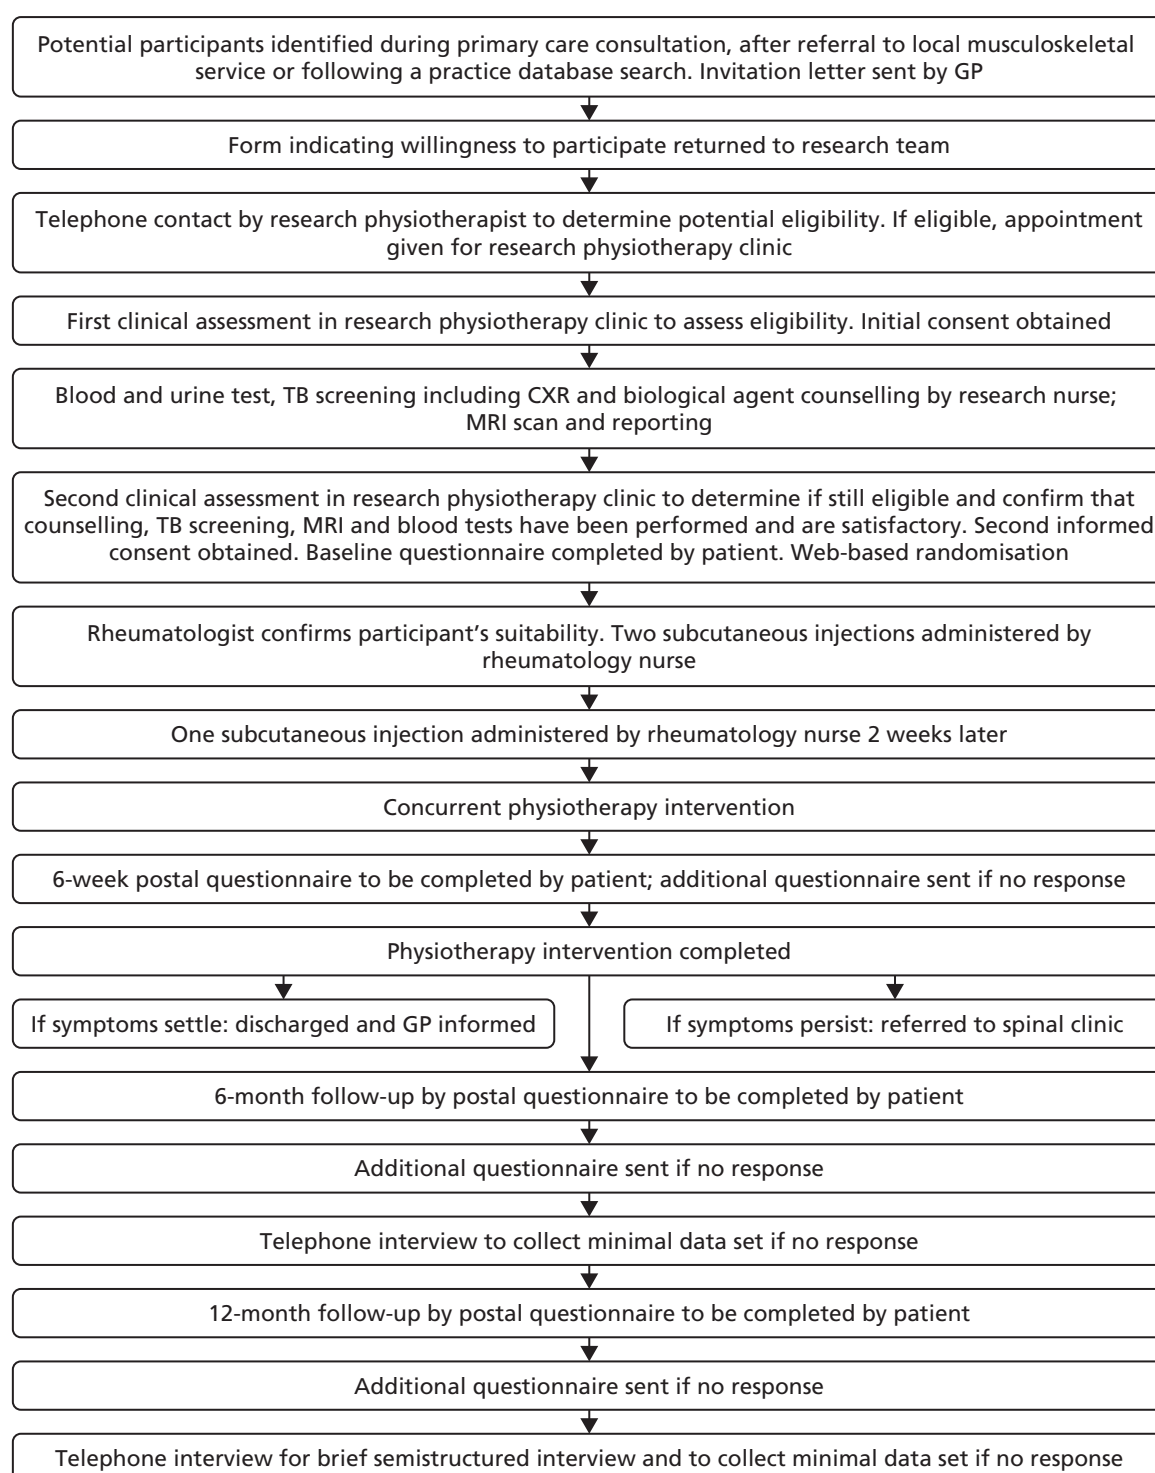 Potential participants identified during primary care consultation, after referral to local musculoskeletal
service or following a practice database search. Invitation letter sent by GP
Form indicating willingness to participate returned to research team
Telephone contact by research physiotherapist to determine potential eligibility. If eligible, appointment
given for research physiotherapy clinic
First clinical assessment in research physiotherapy clinic to assess eligibility. Initial consent obtained
Blood and urine test, TB screening including CXR and biological agent counselling by research nurse;
MRI scan and reporting
Second clinical assessment in research physiotherapy clinic to determine if still eligible and confirm that
counselling, TB screening, MRI and blood tests have been performed and are satisfactory. Second informed
consent obtained. Baseline questionnaire completed by patient. Web-based randomisation
Rheumatologist confirms participant's suitability. Two subcutaneous injections administered by
rheumatology nurse
One subcutaneous injection administered by rheumatology nurse 2 weeks later
Concurrent physiotherapy intervention
6-week postal questionnaire to be completed by patient; additional questionnaire sent if no response
Physiotherapy intervention completed
If symptoms settle: discharged and GP informed
If symptoms persist: referred to spinal clinic
6-month follow-up by postal questionnaire to be completed by patient
Additional questionnaire sent if no response
Telephone interview to collect minimal data set if no response
12-month follow-up by postal questionnaire to be completed by patient
Additional questionnaire sent if no response
Telephone interview for brief semistructured interview and to collect minimal data set if no response